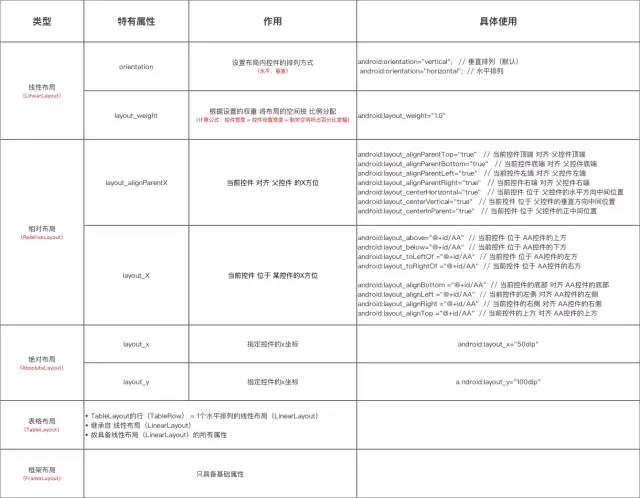 类型 特有属性 作用 具体使用
线性布局
(LinearLayout)
orientation
设置布局内控件的排列方式
(水平、垂直)
android:orientation="vertical"; // 垂直排列（默认）
android:orientation="horizontal"; // 水平排列
layout_weight
根据设置的权重 将布局的空间按 比例分配
(计算公式：控件宽度 = 控件设置宽度 + 剩余空间所占百分比宽幅)
android:layout_weight="1.0"
相对布局
(RelativeLayout)
layout_alignParentX
当前控件 对齐 父控件 的X方位
android:layout_alignParentTop="true" // 当前控件顶端 对齐 父控件顶端
android:layout_alignParentBottom="true" // 当前控件底端 对齐 父控件底端
android:layout_alignParentLeft="true" // 当前控件左端 对齐 父控件左端
android:layout_alignParentRight="true" // 当前控件右端 对齐 父控件右端
android:layout_centerHorizontal="true" // 当前控件 位于 父控件的水平方向中间位置
android:layout_centerVertical="true" // 当前控件 位于 父控件的垂直方向中间位置
android:layout_centerInParent="true" // 当前控件 位于 父控件的正中间位置
layout_X
当前控件 位于 某控件的X方位
android:layout_above="@+id/AA" // 当前控件 位于 AA控件的上方
android:layout_below="@+id/AA" // 当前控件 位于 AA控件的下方
android:layout_toLeftOf ="@+id/AA" // 当前控件 位于 AA控件的左方
android:layout_toRightOf ="@+id/AA" // 当前控件 位于 AA控件的右方
android:layout_alignBottom ="@+id/AA" // 当前控件的底部 对齐 AA控件的底部
android:layout_alignLeft ="@+id/AA" // 当前控件的左侧 对齐 AA控件的左侧
android:layout_alignRight ="@+id/AA" // 当前控件的右侧 对齐 AA控件的右侧
android:layout_alignTop ="@+id/AA" // 当前控件的上方 对齐 AA控件的上方
绝对布局
(AbsoluteLayout)
layout_x
指定控件的x坐标
android:layout_x="50dip"
layout_y
指定控件的x坐标
a ndroid:layout_y="100dip"
表格布局
(TableLayout)
• TableLayout的行（TableRow） = 1个水平排列的线性布局（LinearLayout）
• 继承自 线性布局（LinearLayout）
• 故具备线性布局（LinearLayout）的所有属性
框架布局
(FrameLayout)
只具备基础属性